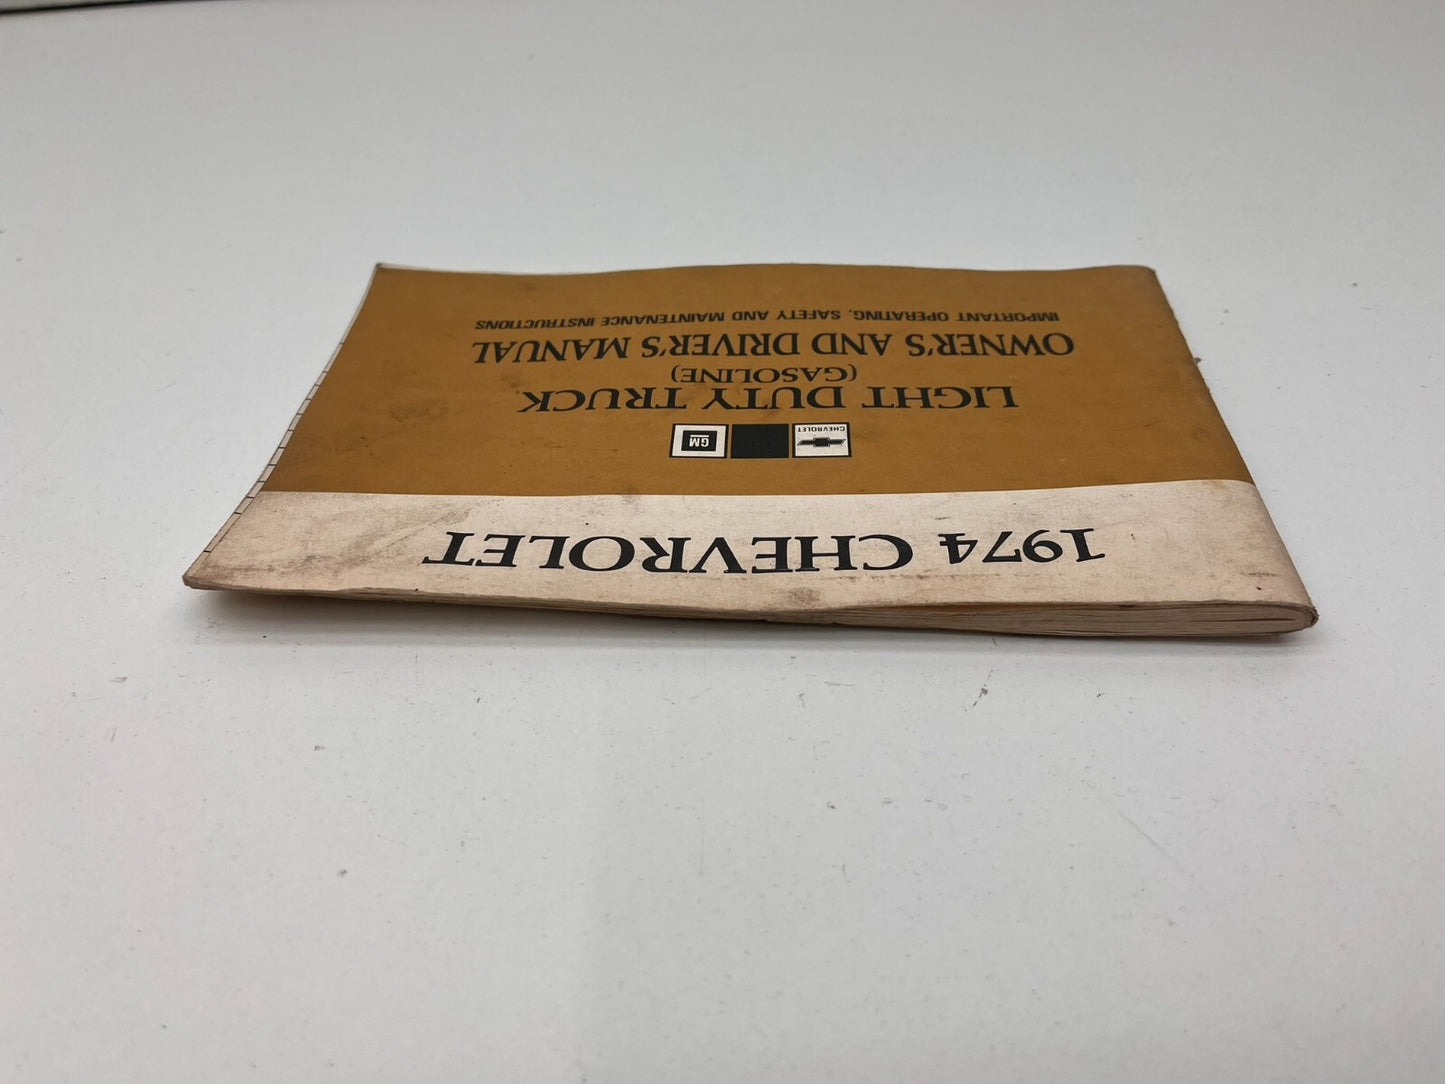 1974 CHEVROLET
CHEVROLET
GM
LIGHT DUTY TRUCK
(GASOLINE)
OWNER'S AND DRIVER'S MANUAL
IMPORTANT OPERATING, SAFETY AND MAINTENANCE INSTRUCTIONS